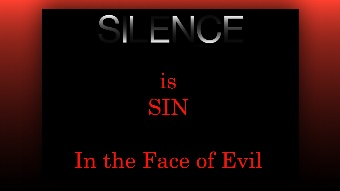 SILENCE
is
SIN
In the Face of Evil